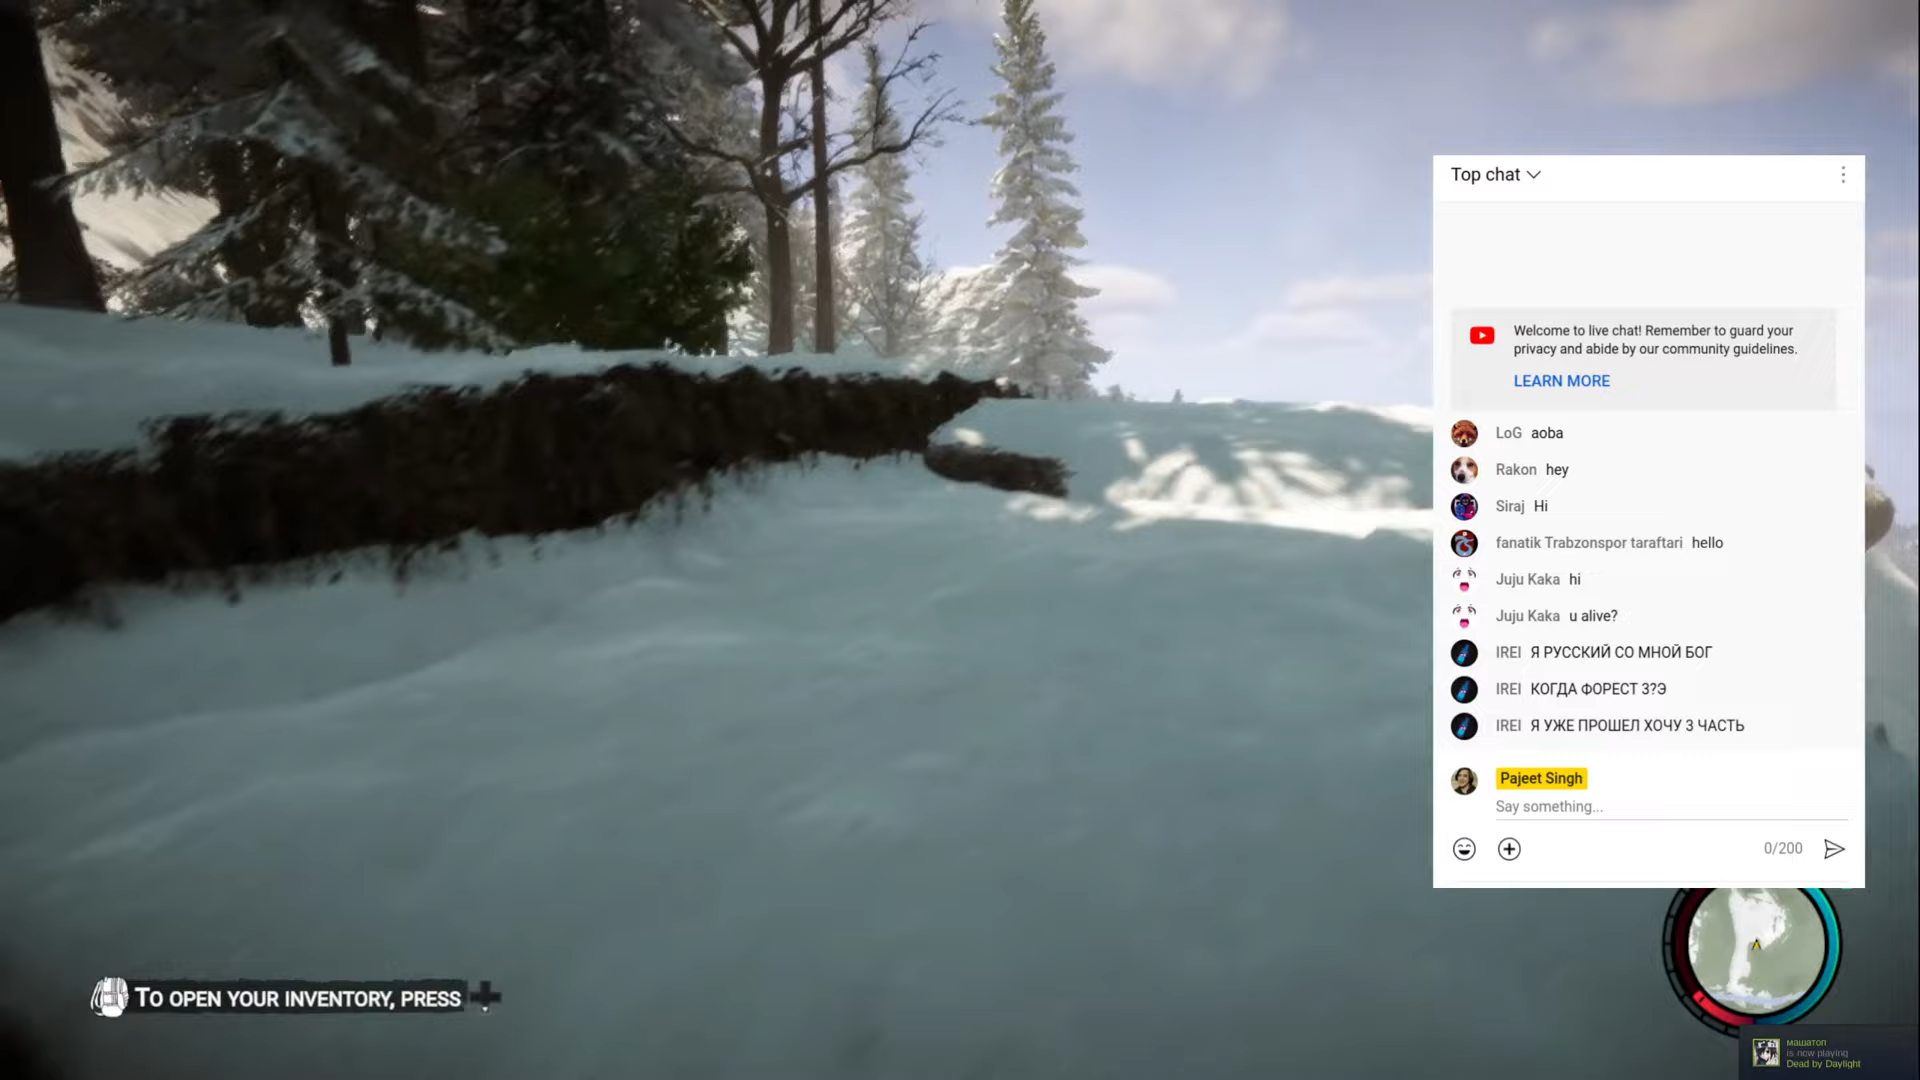 Top chat
Welcome to live chat! Remember to guard your
privacy and abide by our community guidelines.
LEARN MORE
LoG aoba
Rakon hey
Siraj Hi
fanatik Trabzonspor taraftari hello
Juju Kaka hi
Juju Kaka u alive?
IREI Я РУССКИЙ СО МНОЙ БОГ
IREI КОГДА ФОРЕСТ 3?Э
IREI Я УЖЕ ПРОШЕЛ ХОЧУ 3 ЧАСТЬ
Pajeet Singh
Say something...
0/200
TO OPEN YOUR INVENTORY, PRESS
машатоп
is now playing
Dead by Daylight